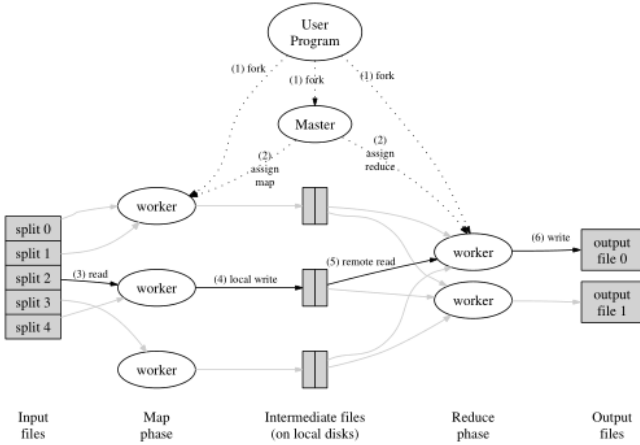 User
Program
(1) fork
(1) fork
(1) fork
Master
(2)
assign
map
(2)
assign
reduce
worker
split 0
split 1
split 2
split 3
split 4
(3) read
worker
(4) local write
(5) remote read
worker
(6) write
output
file 0
worker
output
file 1
worker
Input
files
Map
phase
Intermediate files
(on local disks)
Reduce
phase
Output
files